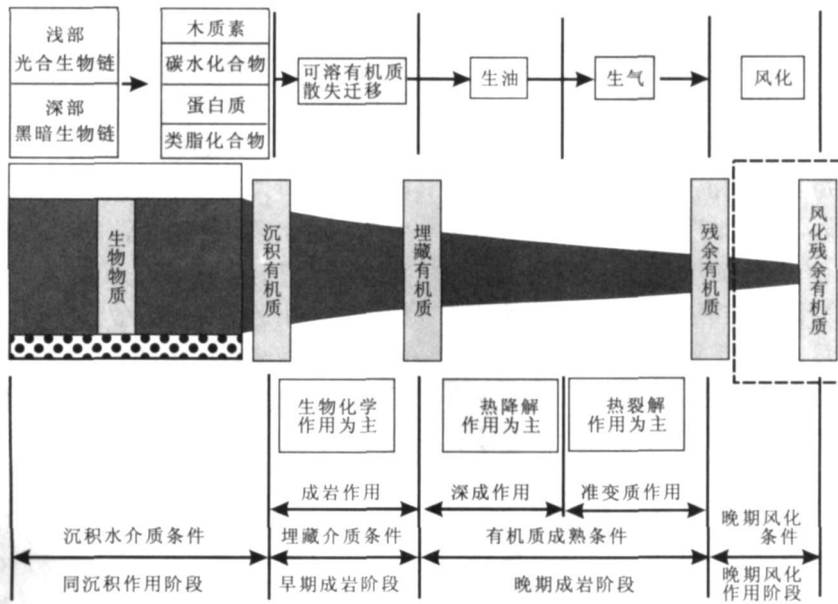 浅部
光合生物链
深部
黑暗生物链
木质素
碳水化合物
蛋白质
类脂化合物
可溶有机质
散失迁移
生油
生气
风化
生物物质
沉积有机质
埋藏有机质
残余有机质
风化残余有机质
生物化学
作用为主
热降解
作用为主
热裂解
作用为主
成岩作用
深成作用
准变质作用
沉积水介质条件
埋藏介质条件
有机质成熟条件
晚期风化
条件
同沉积作用阶段
早期成岩阶段
晚期成岩阶段
晚期风化
作用阶段